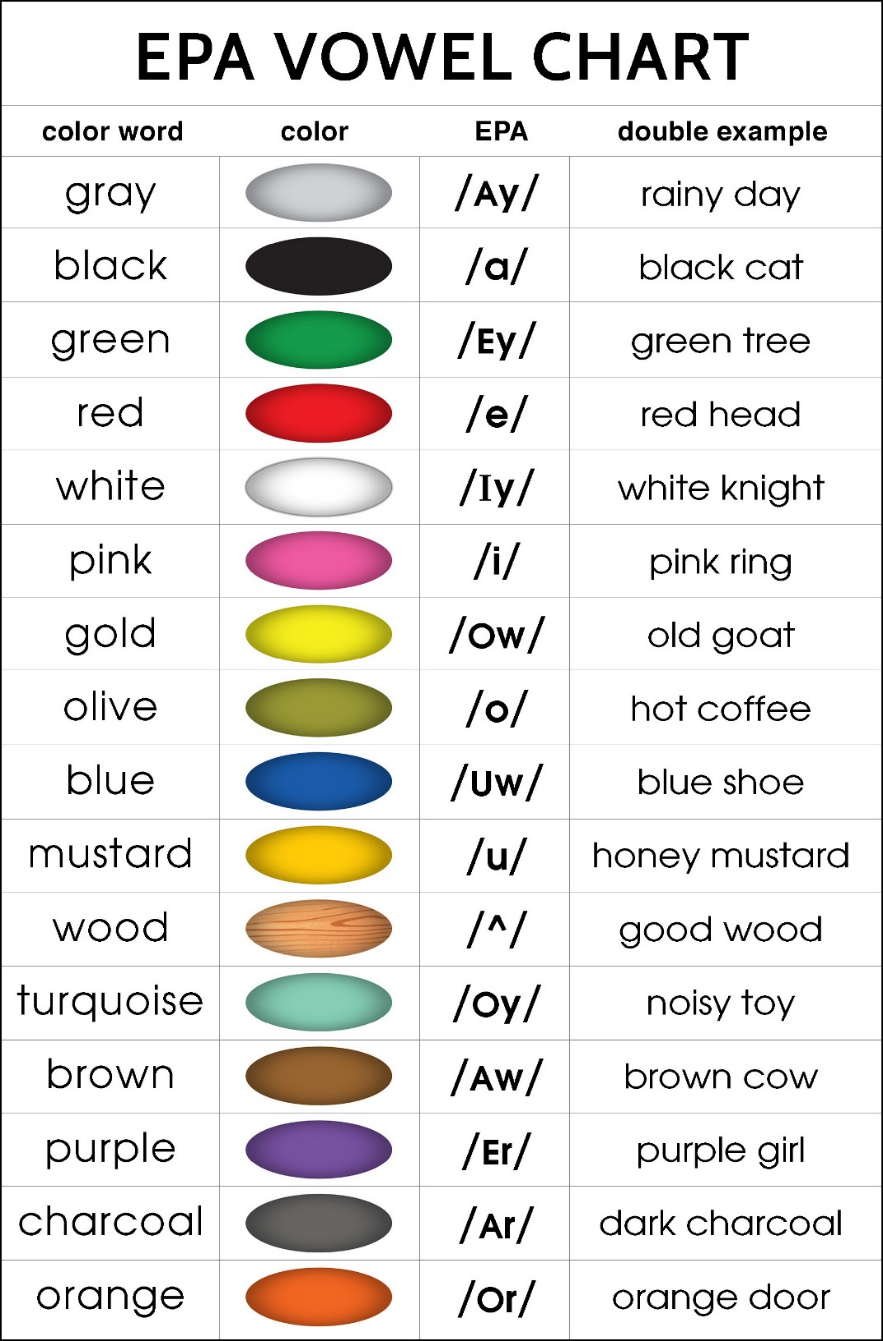 EPA VOWEL CHART
color word color EPA double example
gray /Ay/ rainy day
black /a/ black cat
green /Ey/ green tree
red /e/ red head
white /Iy/ white knight
pink /i/ pink ring
gold /Ow/ old goat
olive /o/ hot coffee
blue /Uw/ blue shoe
mustard /u/ honey mustard
wood /^/ good wood
turquoise /Oy/ noisy toy
brown /Aw/ brown cow
purple /Er/ purple girl
charcoal /Ar/ dark charcoal
orange /Or/ orange door